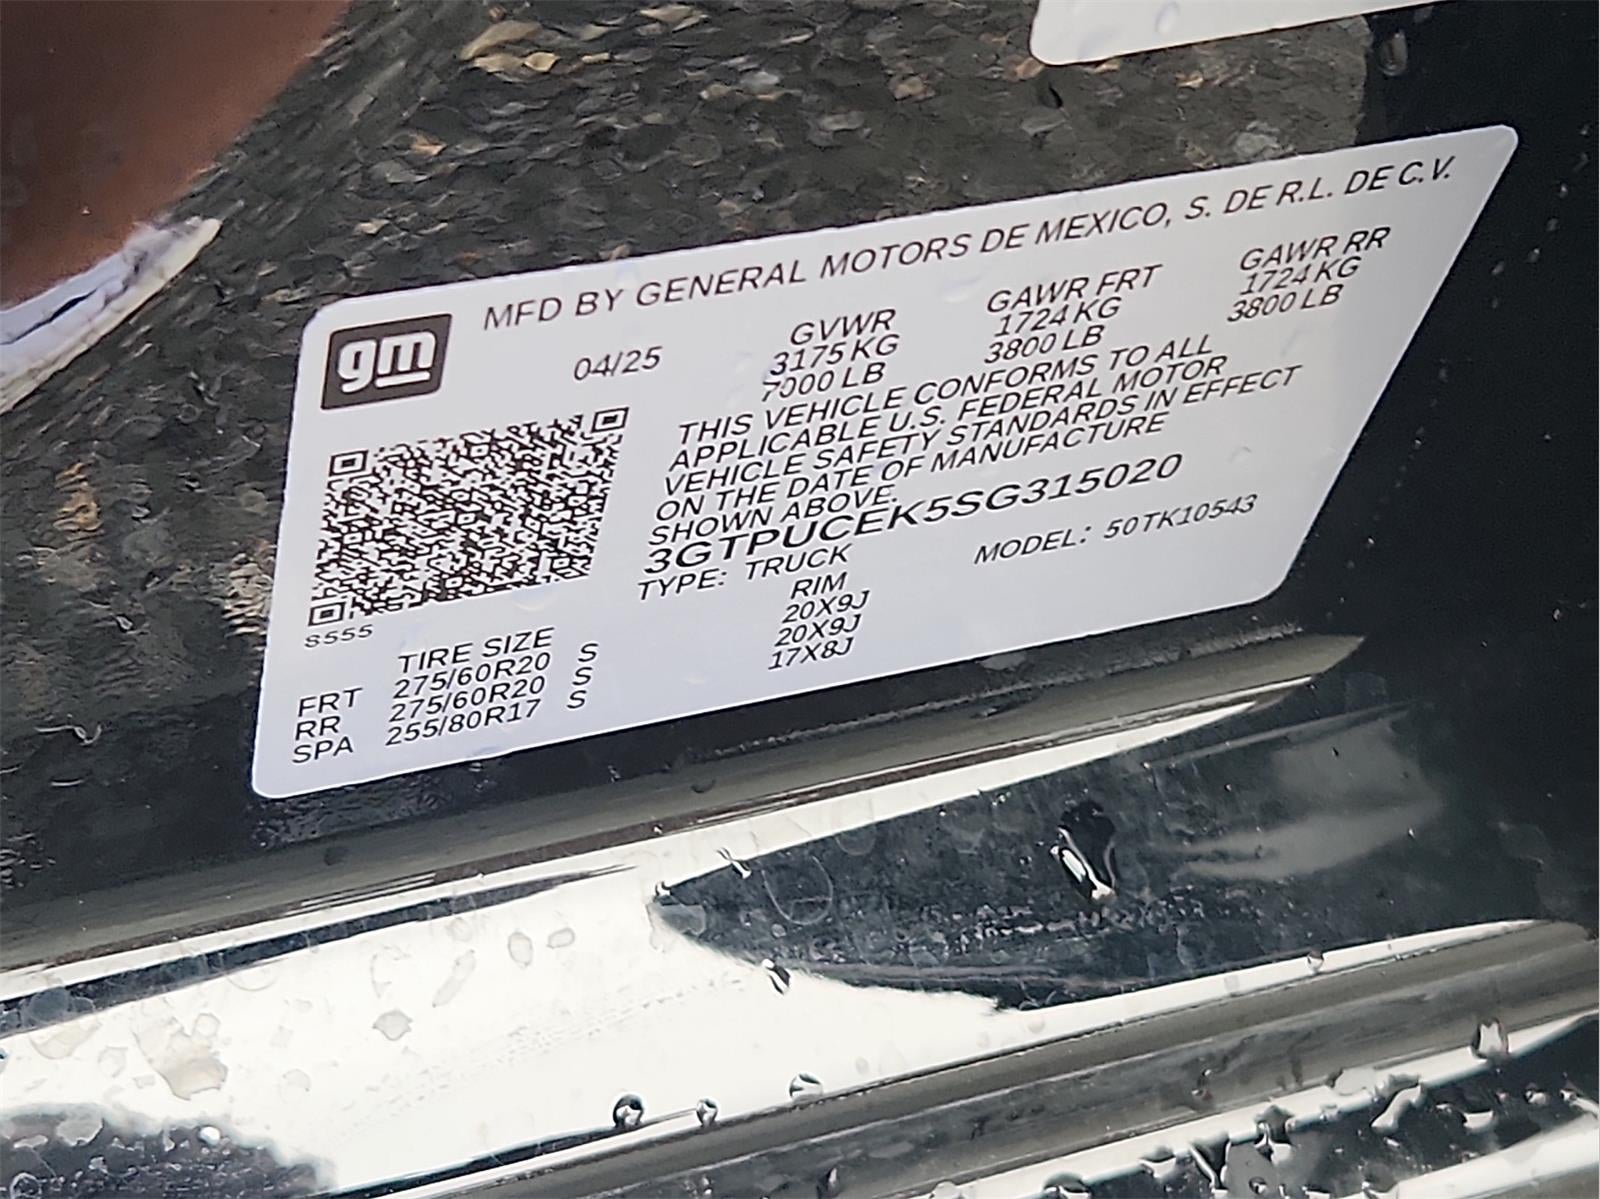 gm
MFD BY GENERAL MOTORS DE MEXICO, S. DE R.L. DE C.V.
04/25
GVWR GAWR FRT GAWR RR
3175 KG 1724 KG 1724 KG
7000 LB 3800 LB 3800 LB
THIS VEHICLE CONFORMS TO ALL
APPLICABLE U.S. FEDERAL MOTOR
VEHICLE SAFETY STANDARDS IN EFFECT
ON THE DATE OF MANUFACTURE
SHOWN ABOVE.
3GTPUCEK5SG315020
TYPE: TRUCK MODEL: 50TK10543
8555
TIRE SIZE RIM
FRT 275/60R20 S 20X9J
RR 275/60R20 S 20X9J
SPA 255/80R17 S 17X8J